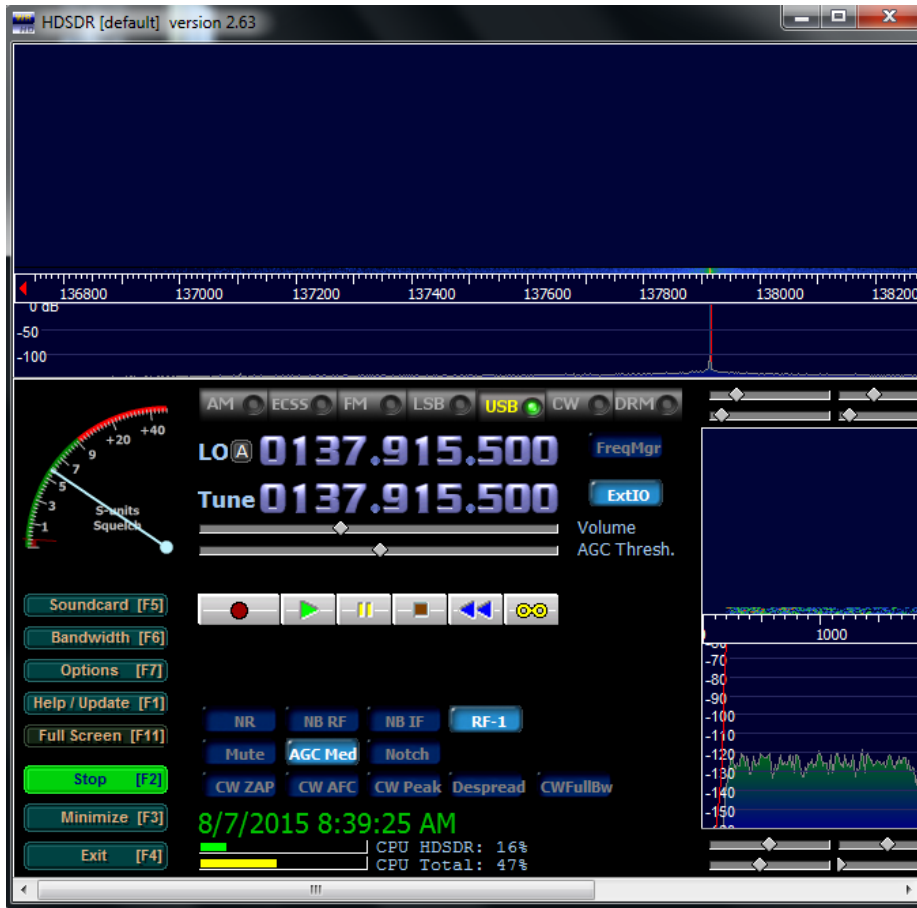 HDSDR [default] version 2.63
136800 137000 137200 137400 137600 137800 138000 138200
0 dB
-50
-100
AM ECSS FM LSB USB CW DRM
LO A 0137.915.500 FreqMgr
Tune 0137.915.500 ExtIO
Volume
AGC Thresh.
1 3 5 7 9 +20 +40
S-units
Squelch
Soundcard [F5]
Bandwidth [F6]
Options [F7]
Help / Update [F1]
Full Screen [F11]
Stop [F2]
Minimize [F3]
Exit [F4]
NR NB RF NB IF RF-1
Mute AGC Med Notch
CW ZAP CW AFC CW Peak Despread CWFullBw
8/7/2015 8:39:25 AM
CPU HDSDR: 16%
CPU Total: 47%
1000
-70
-80
-90
-100
-110
-120
-130
-140
-150